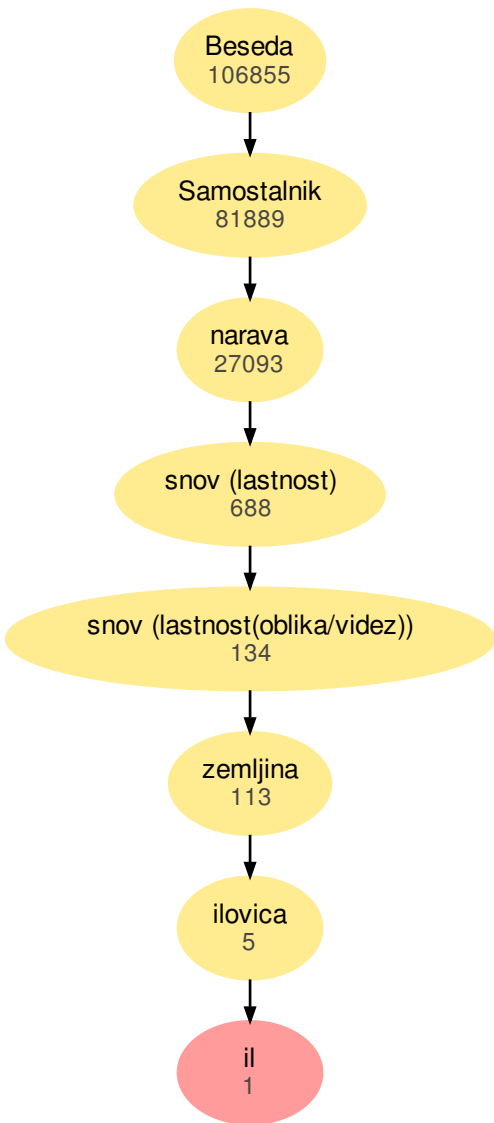 Beseda
106855
Samostalnik
81889
narava
27093
snov (lastnost)
688
snov (lastnost(oblika/videz))
134
zemljina
113
ilovica
5
il
1